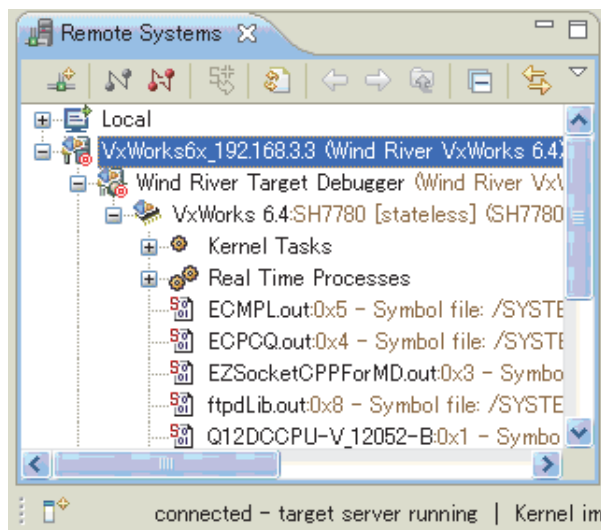 Remote Systems
Local
VxWorks6x_192.168.3.3 (Wind River VxWorks 6.4)
Wind River Target Debugger (Wind River Vx
VxWorks 6.4:SH7780 [stateless] (SH7780
Kernel Tasks
Real Time Processes
ECMPL.out:0x5 - Symbol file: /SYSTE
ECPCQ.out:0x4 - Symbol file: /SYSTE
EZSocketCPPForMD.out:0x3 - Symbo
ftpdLib.out:0x8 - Symbol file: /SYSTE
Q12DCCPU-V_12052-B:0x1 - Symbo
connected - target server running | Kernel im